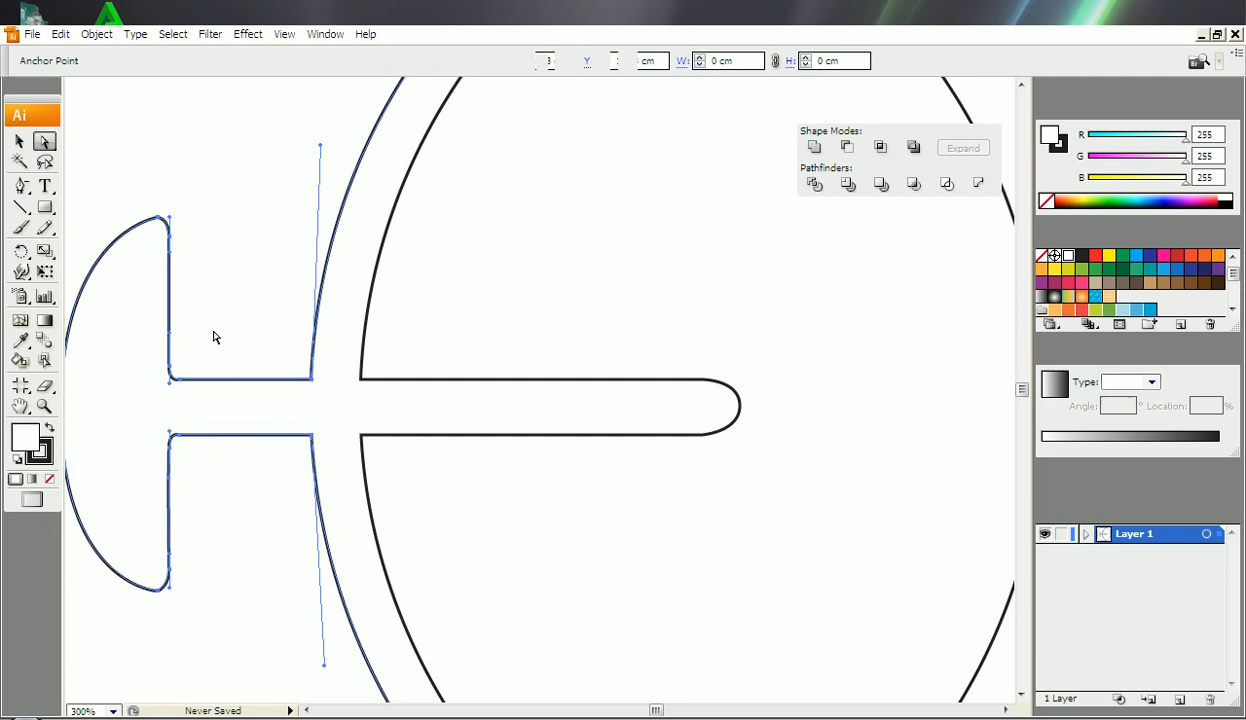 File Edit Object Type Select Filter Effect View Window Help
Anchor Point
Y
cm
W: 0 cm
H: 0 cm
Ai
Shape Modes:
Expand
Pathfinders:
R 255
G 255
B 255
Type:
Angle: ° Location: %
Layer 1
1 Layer
300%
Never Saved